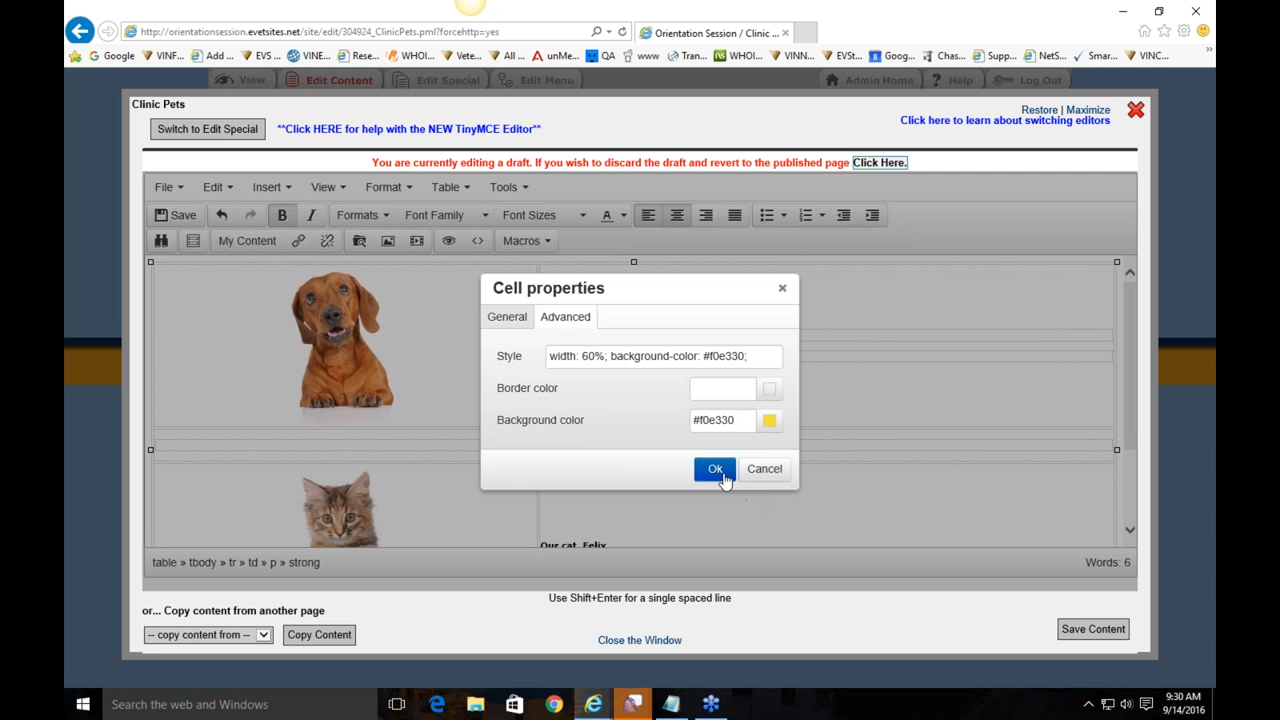 http://orientationsession.evetsites.net/site/edit/304924_ClinicPets.pml?forcehttp=yes
Orientation Session / Clinic ...
Google VINF... Add ... EVS ... VINE... Rese... WHOI... Vete... All ... unMe... QA www Tran... WHOI... VINN... EVSt... Goog... Chas... Supp... NetS... Smar... VINC...
View Edit Content Edit Special Edit Menu Admin Home ? Help Log Out
Clinic Pets
Restore | Maximize
Switch to Edit Special **Click HERE for help with the NEW TinyMCE Editor** Click here to learn about switching editors
You are currently editing a draft. If you wish to discard the draft and revert to the published page Click Here.
File Edit Insert View Format Table Tools
Save B I Formats Font Family Font Sizes A
My Content Macros
Cell properties
General Advanced
Style width: 60%; background-color: #f0e330;
Border color
Background color #f0e330
Ok Cancel
Our cat, Felix
table » tbody » tr » td » p » strong Words: 6
Use Shift+Enter for a single spaced line
or... Copy content from another page
-- copy content from -- Copy Content Close the Window Save Content
Search the web and Windows
9:30 AM
9/14/2016